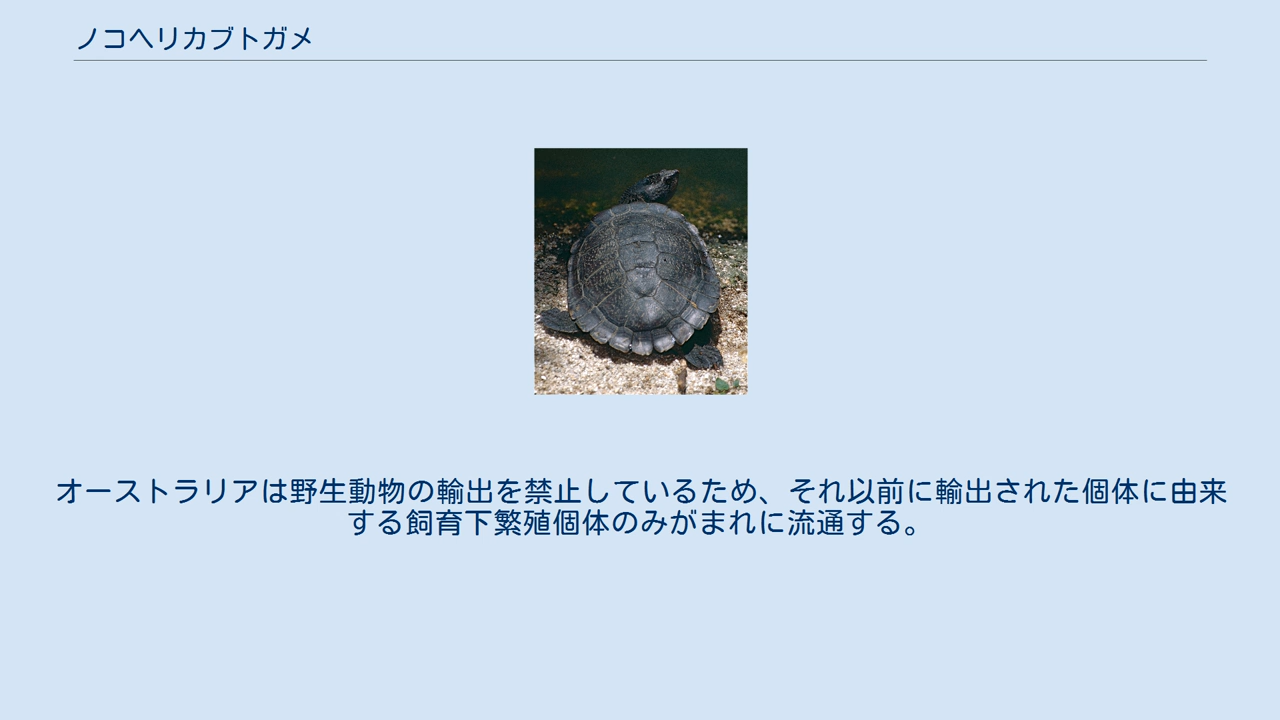 ノコヘリカブトガメ
オーストラリアは野生動物の輸出を禁止しているため、それ以前に輸出された個体に由来
する飼育下繁殖個体のみがまれに流通する。